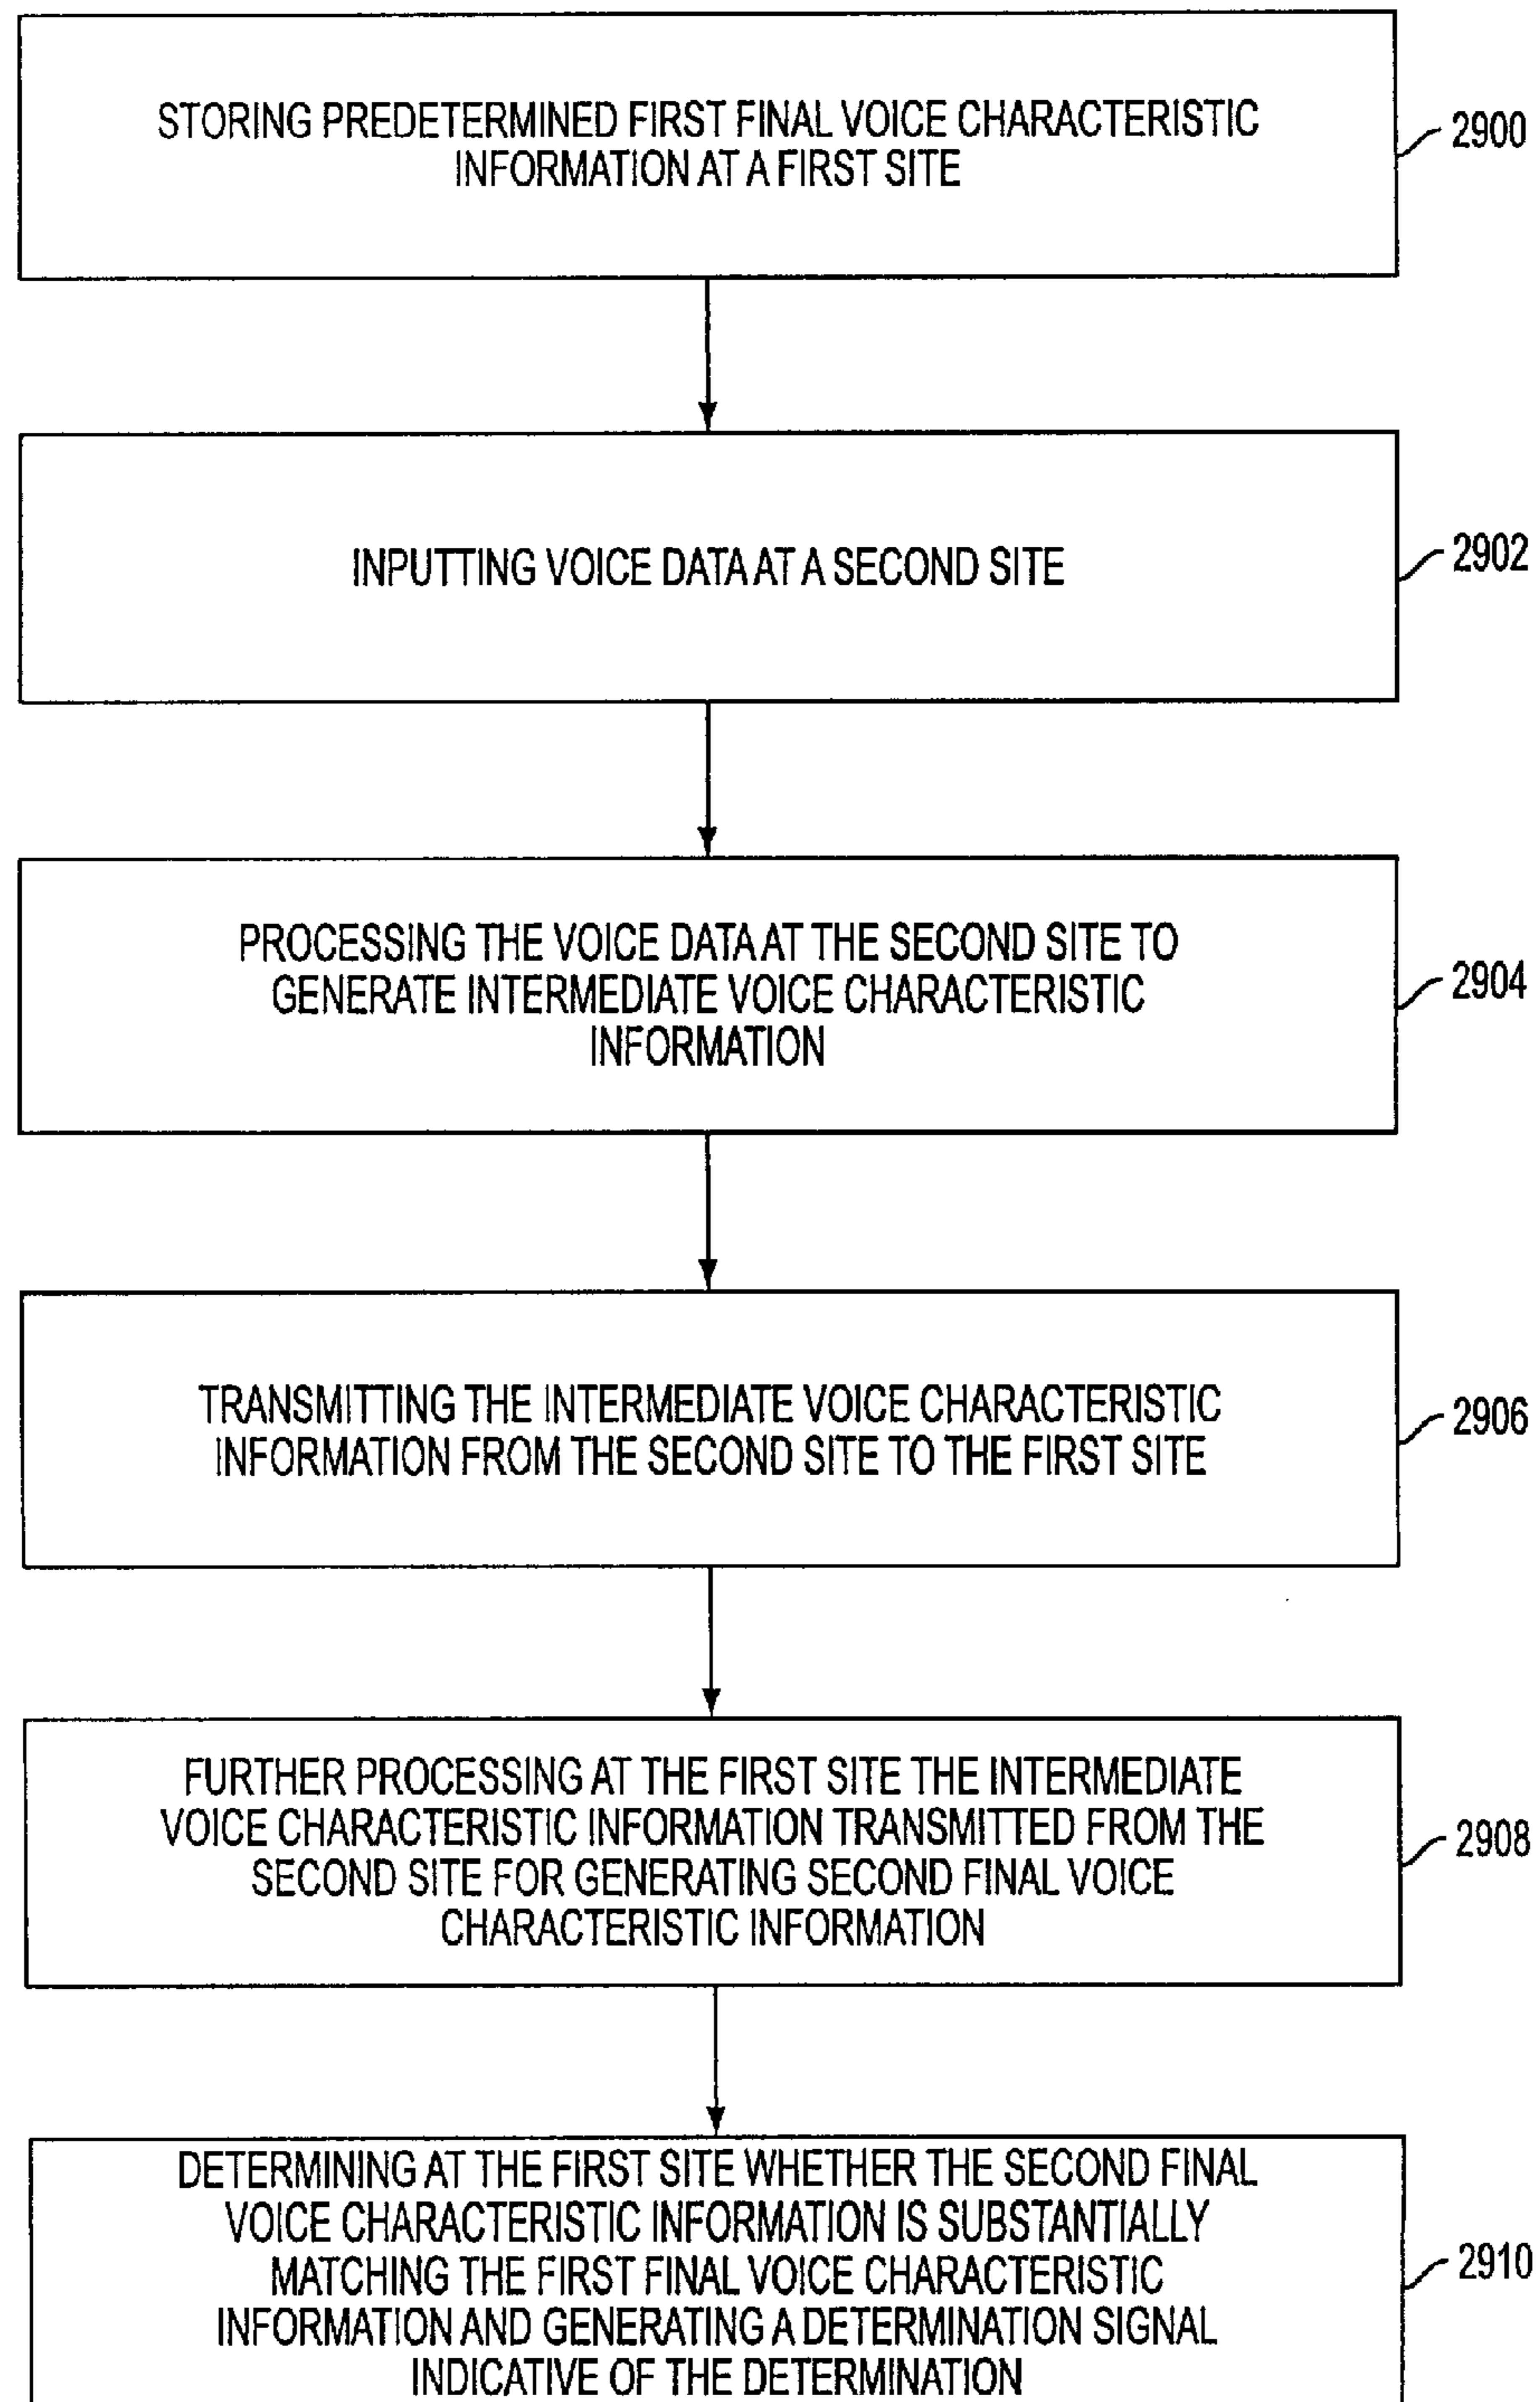 STORING PREDETERMINED FIRST FINAL VOICE CHARACTERISTIC
INFORMATION AT A FIRST SITE
2900
INPUTTING VOICE DATA AT A SECOND SITE
2902
PROCESSING THE VOICE DATA AT THE SECOND SITE TO
GENERATE INTERMEDIATE VOICE CHARACTERISTIC
INFORMATION
2904
TRANSMITTING THE INTERMEDIATE VOICE CHARACTERISTIC
INFORMATION FROM THE SECOND SITE TO THE FIRST SITE
2906
FURTHER PROCESSING AT THE FIRST SITE THE INTERMEDIATE
VOICE CHARACTERISTIC INFORMATION TRANSMITTED FROM THE
SECOND SITE FOR GENERATING SECOND FINAL VOICE
CHARACTERISTIC INFORMATION
2908
DETERMINING AT THE FIRST SITE WHETHER THE SECOND FINAL
VOICE CHARACTERISTIC INFORMATION IS SUBSTANTIALLY
MATCHING THE FIRST FINAL VOICE CHARACTERISTIC
INFORMATION AND GENERATING A DETERMINATION SIGNAL
INDICATIVE OF THE DETERMINATION
2910